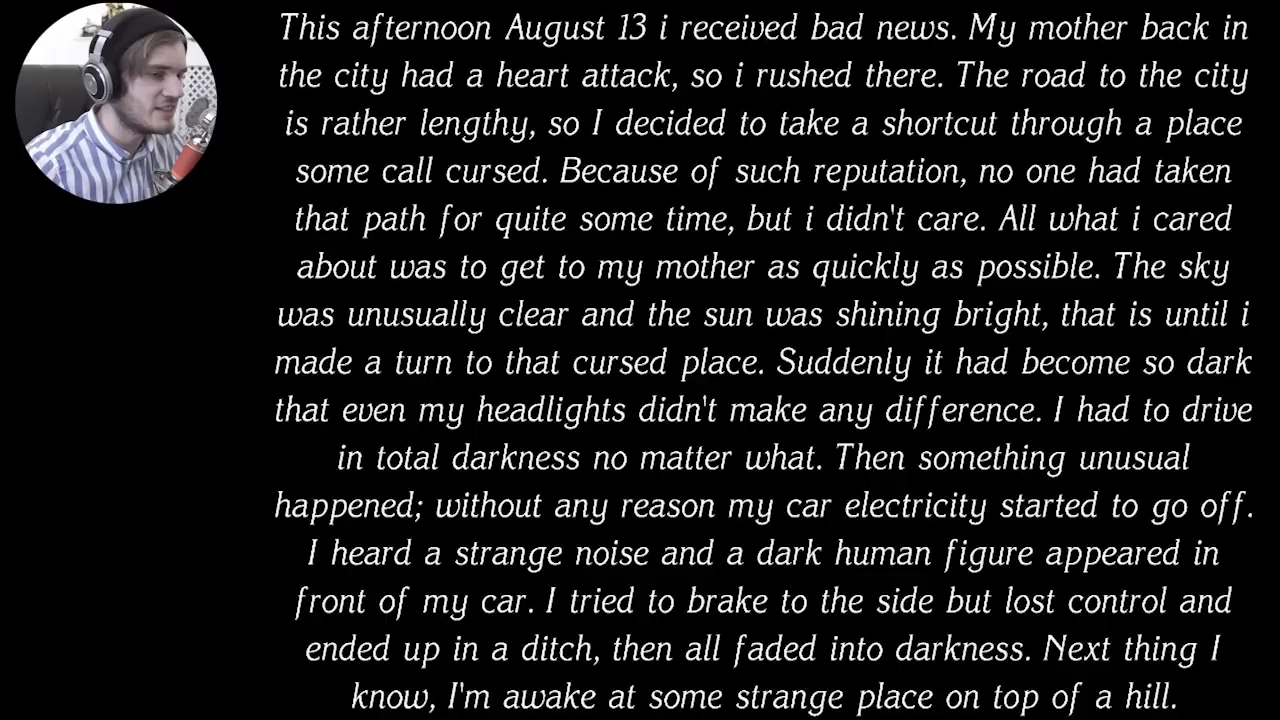 This afternoon August 13 i received bad news. My mother back in
the city had a heart attack, so i rushed there. The road to the city
is rather lengthy, so I decided to take a shortcut through a place
some call cursed. Because of such reputation, no one had taken
that path for quite some time, but i didn't care. All what i cared
about was to get to my mother as quickly as possible. The sky
was unusually clear and the sun was shining bright, that is until i
made a turn to that cursed place. Suddenly it had become so dark
that even my headlights didn't make any difference. I had to drive
in total darkness no matter what. Then something unusual
happened; without any reason my car electricity started to go off.
I heard a strange noise and a dark human figure appeared in
front of my car. I tried to brake to the side but lost control and
ended up in a ditch, then all faded into darkness. Next thing I
know, I'm awake at some strange place on top of a hill.